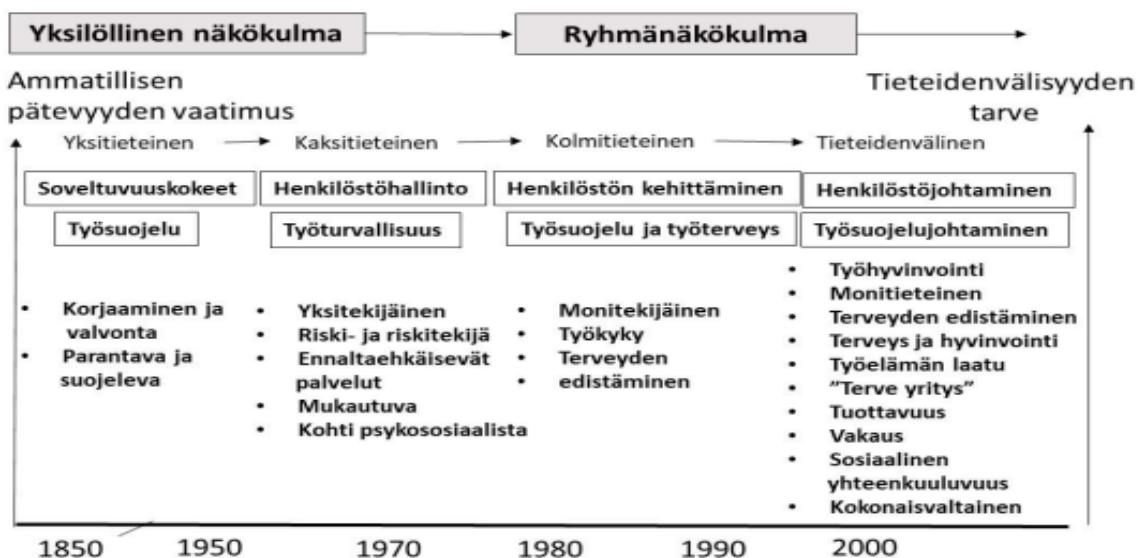 Yksilöllinen näkökulma
Ryhmänäkökulma
Ammatillisen
pätevyyden vaatimus
Tieteidenvälisyyden
tarve
Yksitieteinen
Kaksitieteinen
Kolmitieteinen
Tieteidenvälinen
Soveltuvuuskokeet
Henkilöstöhallinto
Henkilöstön kehittäminen
Henkilöstöjohtaminen
Työsuojelu
Työturvallisuus
Työsuojelu ja työterveys
Työsuojelujohtaminen
• Korjaaminen ja
valvonta
• Parantava ja
suojeleva
• Yksitekijäinen
• Riski- ja riskitekijä
• Ennaltaehkäisevät
palvelut
• Mukautuva
• Kohti psykososiaalista
• Monitekijäinen
• Työkyky
• Terveyden
• edistäminen
• Työhyvinvointi
• Monitieteinen
• Terveyden edistäminen
• Terveys ja hyvinvointi
• Työelämän laatu
• ”Terve yritys”
• Tuottavuus
• Vakaus
• Sosiaalinen
yhteenkuuluvuus
• Kokonaisvaltainen
1850 1950 1970 1980 1990 2000